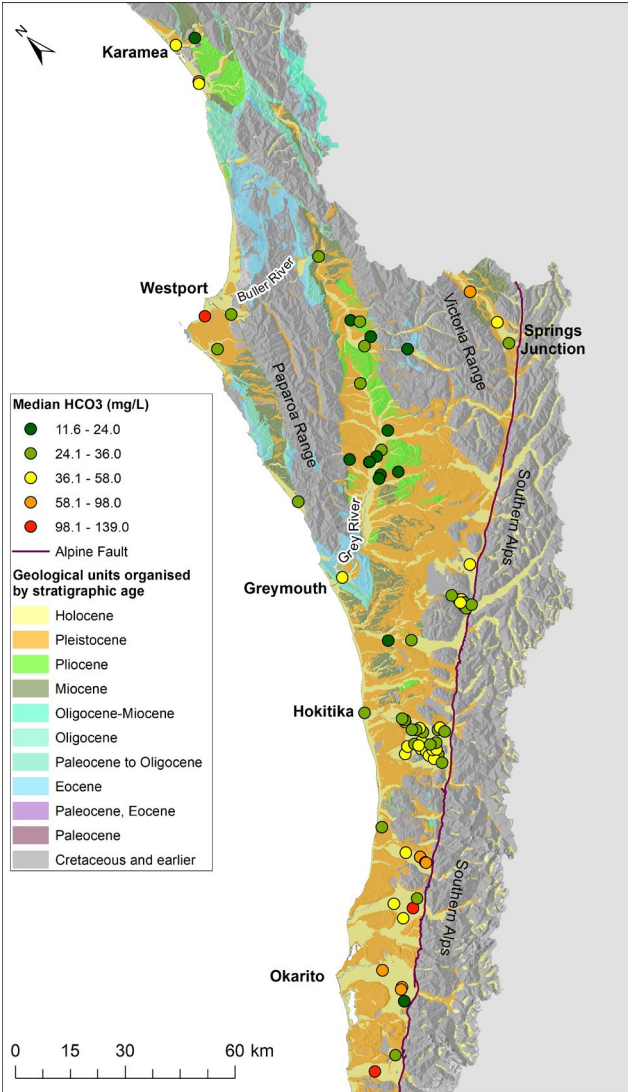 N
Karamea
Westport
Buller River
Victoria Range
Springs
Junction
Paparoa Range
Median HCO3 (mg/L)
11.6 - 24.0
24.1 - 36.0
36.1 - 58.0
58.1 - 98.0
98.1 - 139.0
Alpine Fault
Geological units organised
by stratigraphic age
Holocene
Pleistocene
Pliocene
Miocene
Oligocene-Miocene
Oligocene
Paleocene to Oligocene
Eocene
Paleocene, Eocene
Paleocene
Cretaceous and earlier
Southern Alps
Grey River
Greymouth
Hokitika
Southern Alps
Okarito
0 15 30 60 km